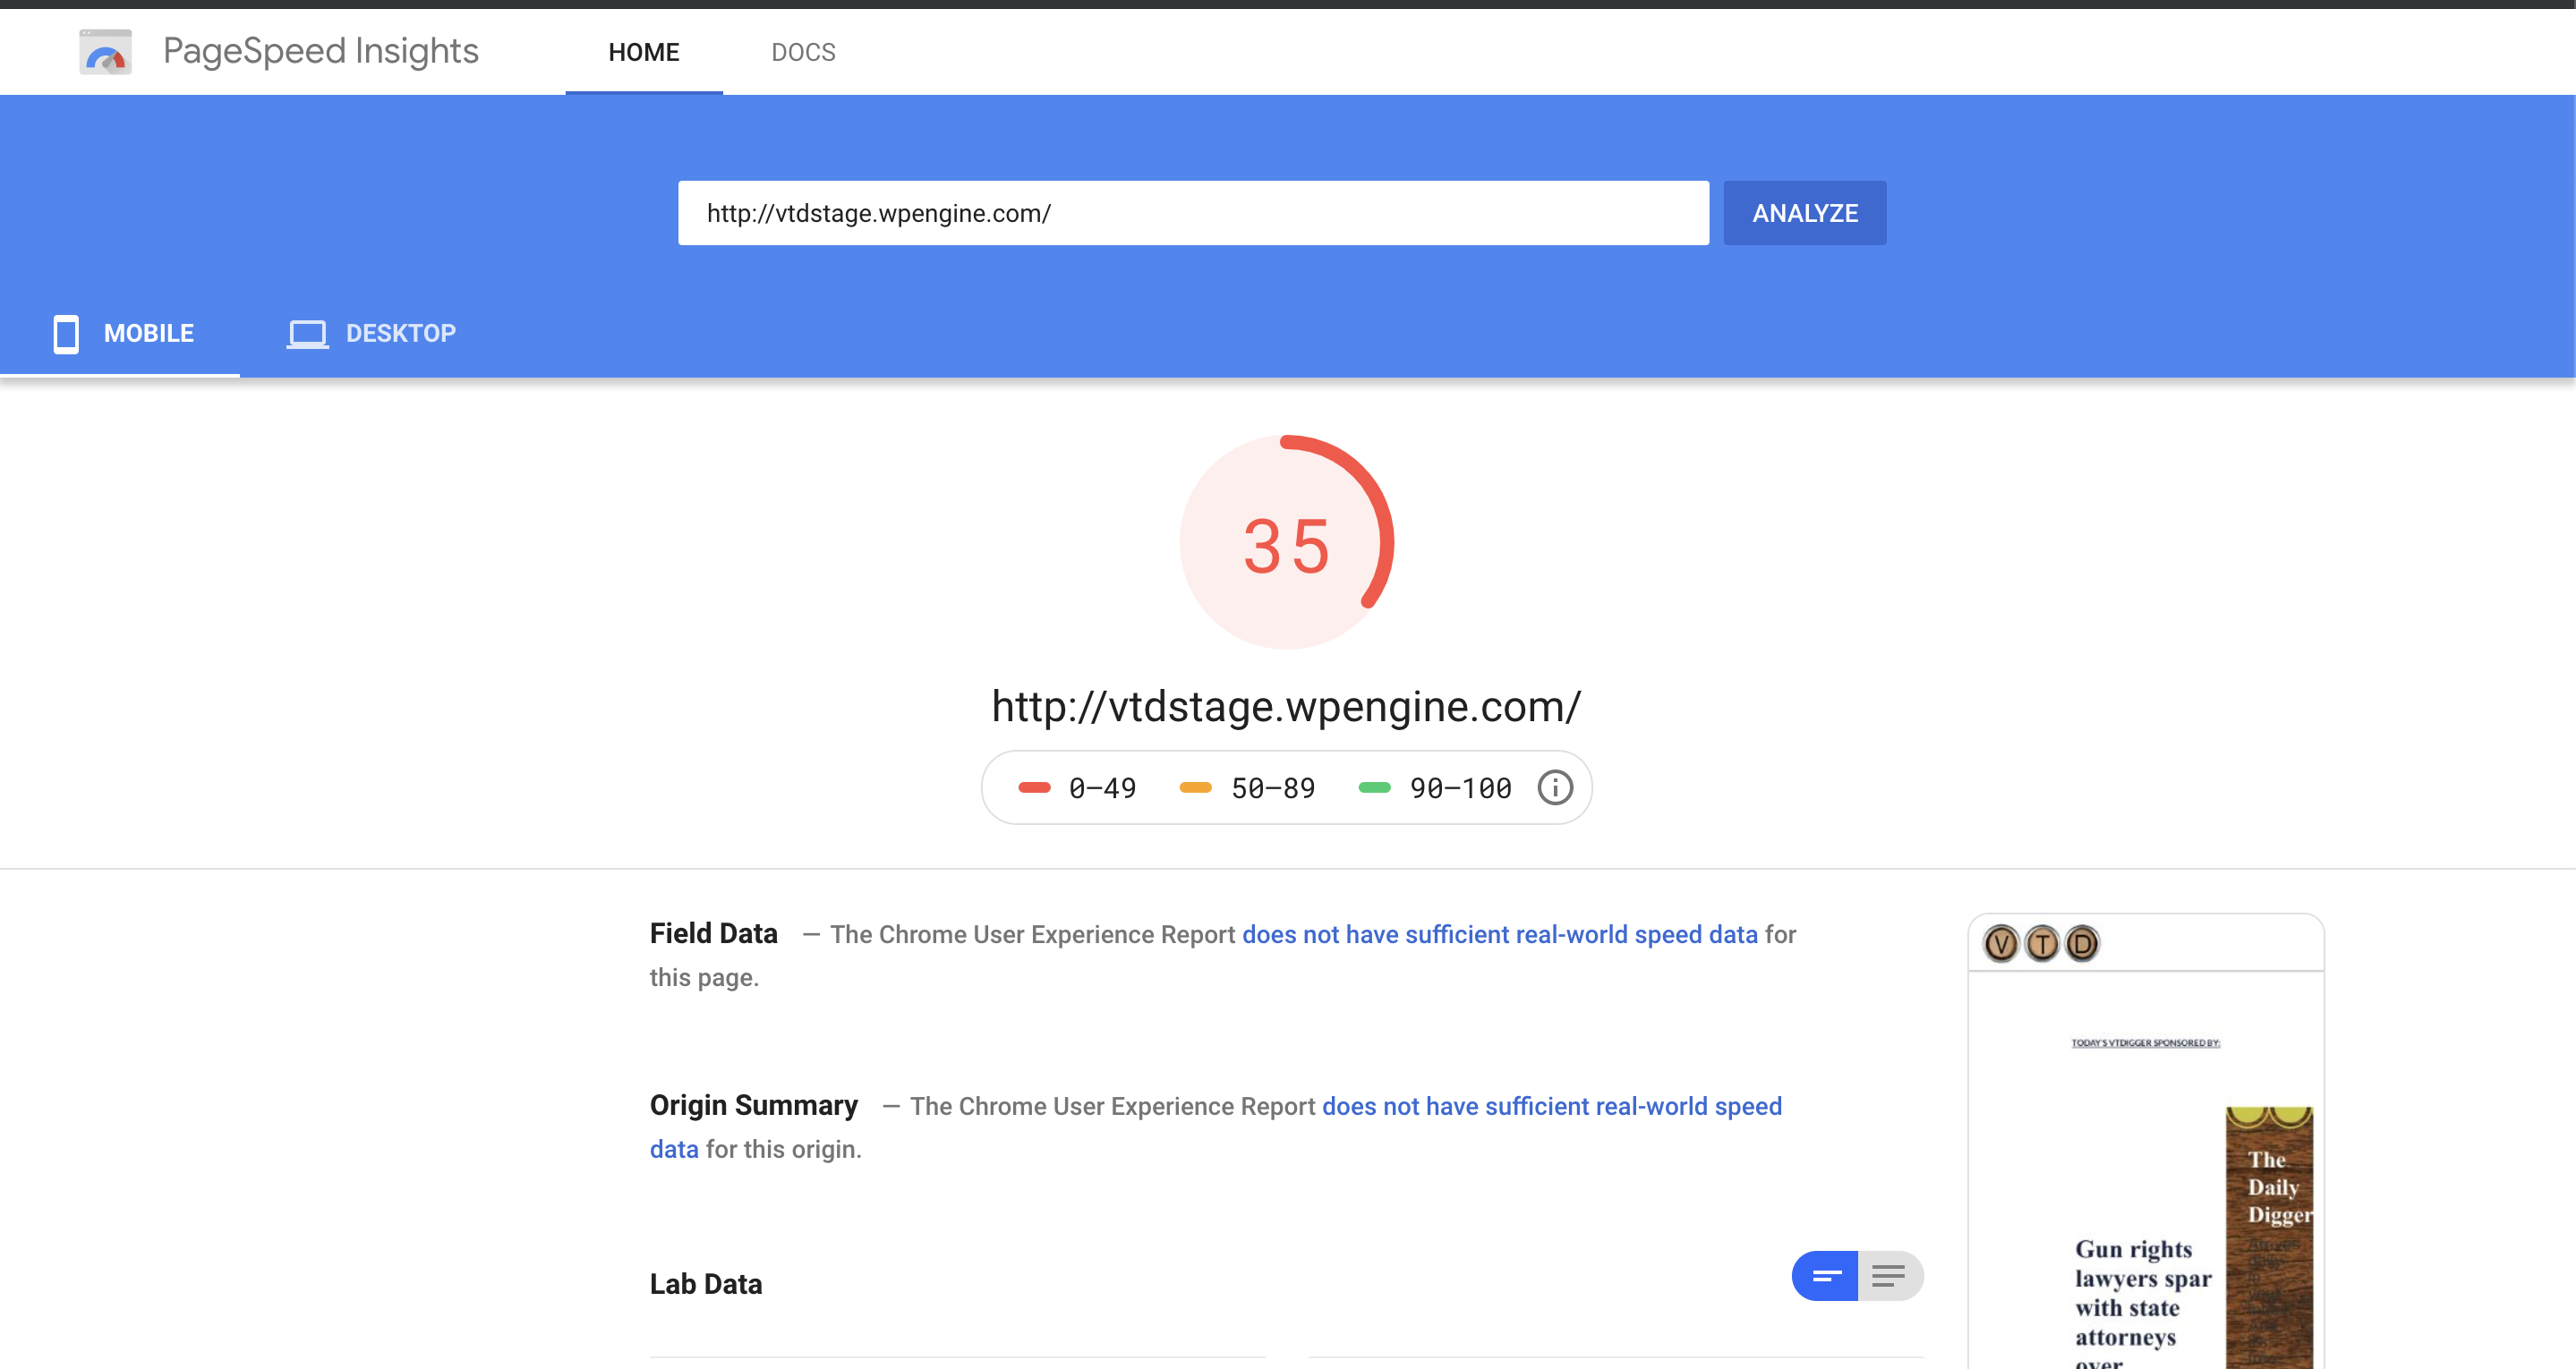 PageSpeed Insights
HOME
DOCS
http://vtdstage.wpengine.com/
ANALYZE
MOBILE
DESKTOP
35
http://vtdstage.wpengine.com/
0–49
50–89
90–100
Field Data — The Chrome User Experience Report does not have sufficient real-world speed data for
this page.
Origin Summary — The Chrome User Experience Report does not have sufficient real-world speed
data for this origin.
Lab Data
V T D
TODAY'S VTDIGGER SPONSORED BY:
The
Daily
Digger
Gun rights
lawyers spar
with state
attorneys
over